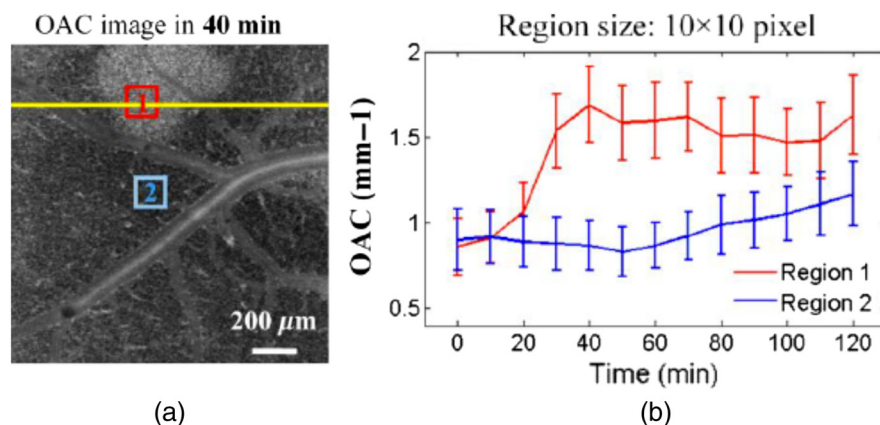 OAC image in 40 min
1
2
200 µm
(a)
Region size: 10×10 pixel
OAC (mm−1)
2
1.5
1
0.5
0
20
40
60
80
100
120
Time (min)
Region 1
Region 2
(b)